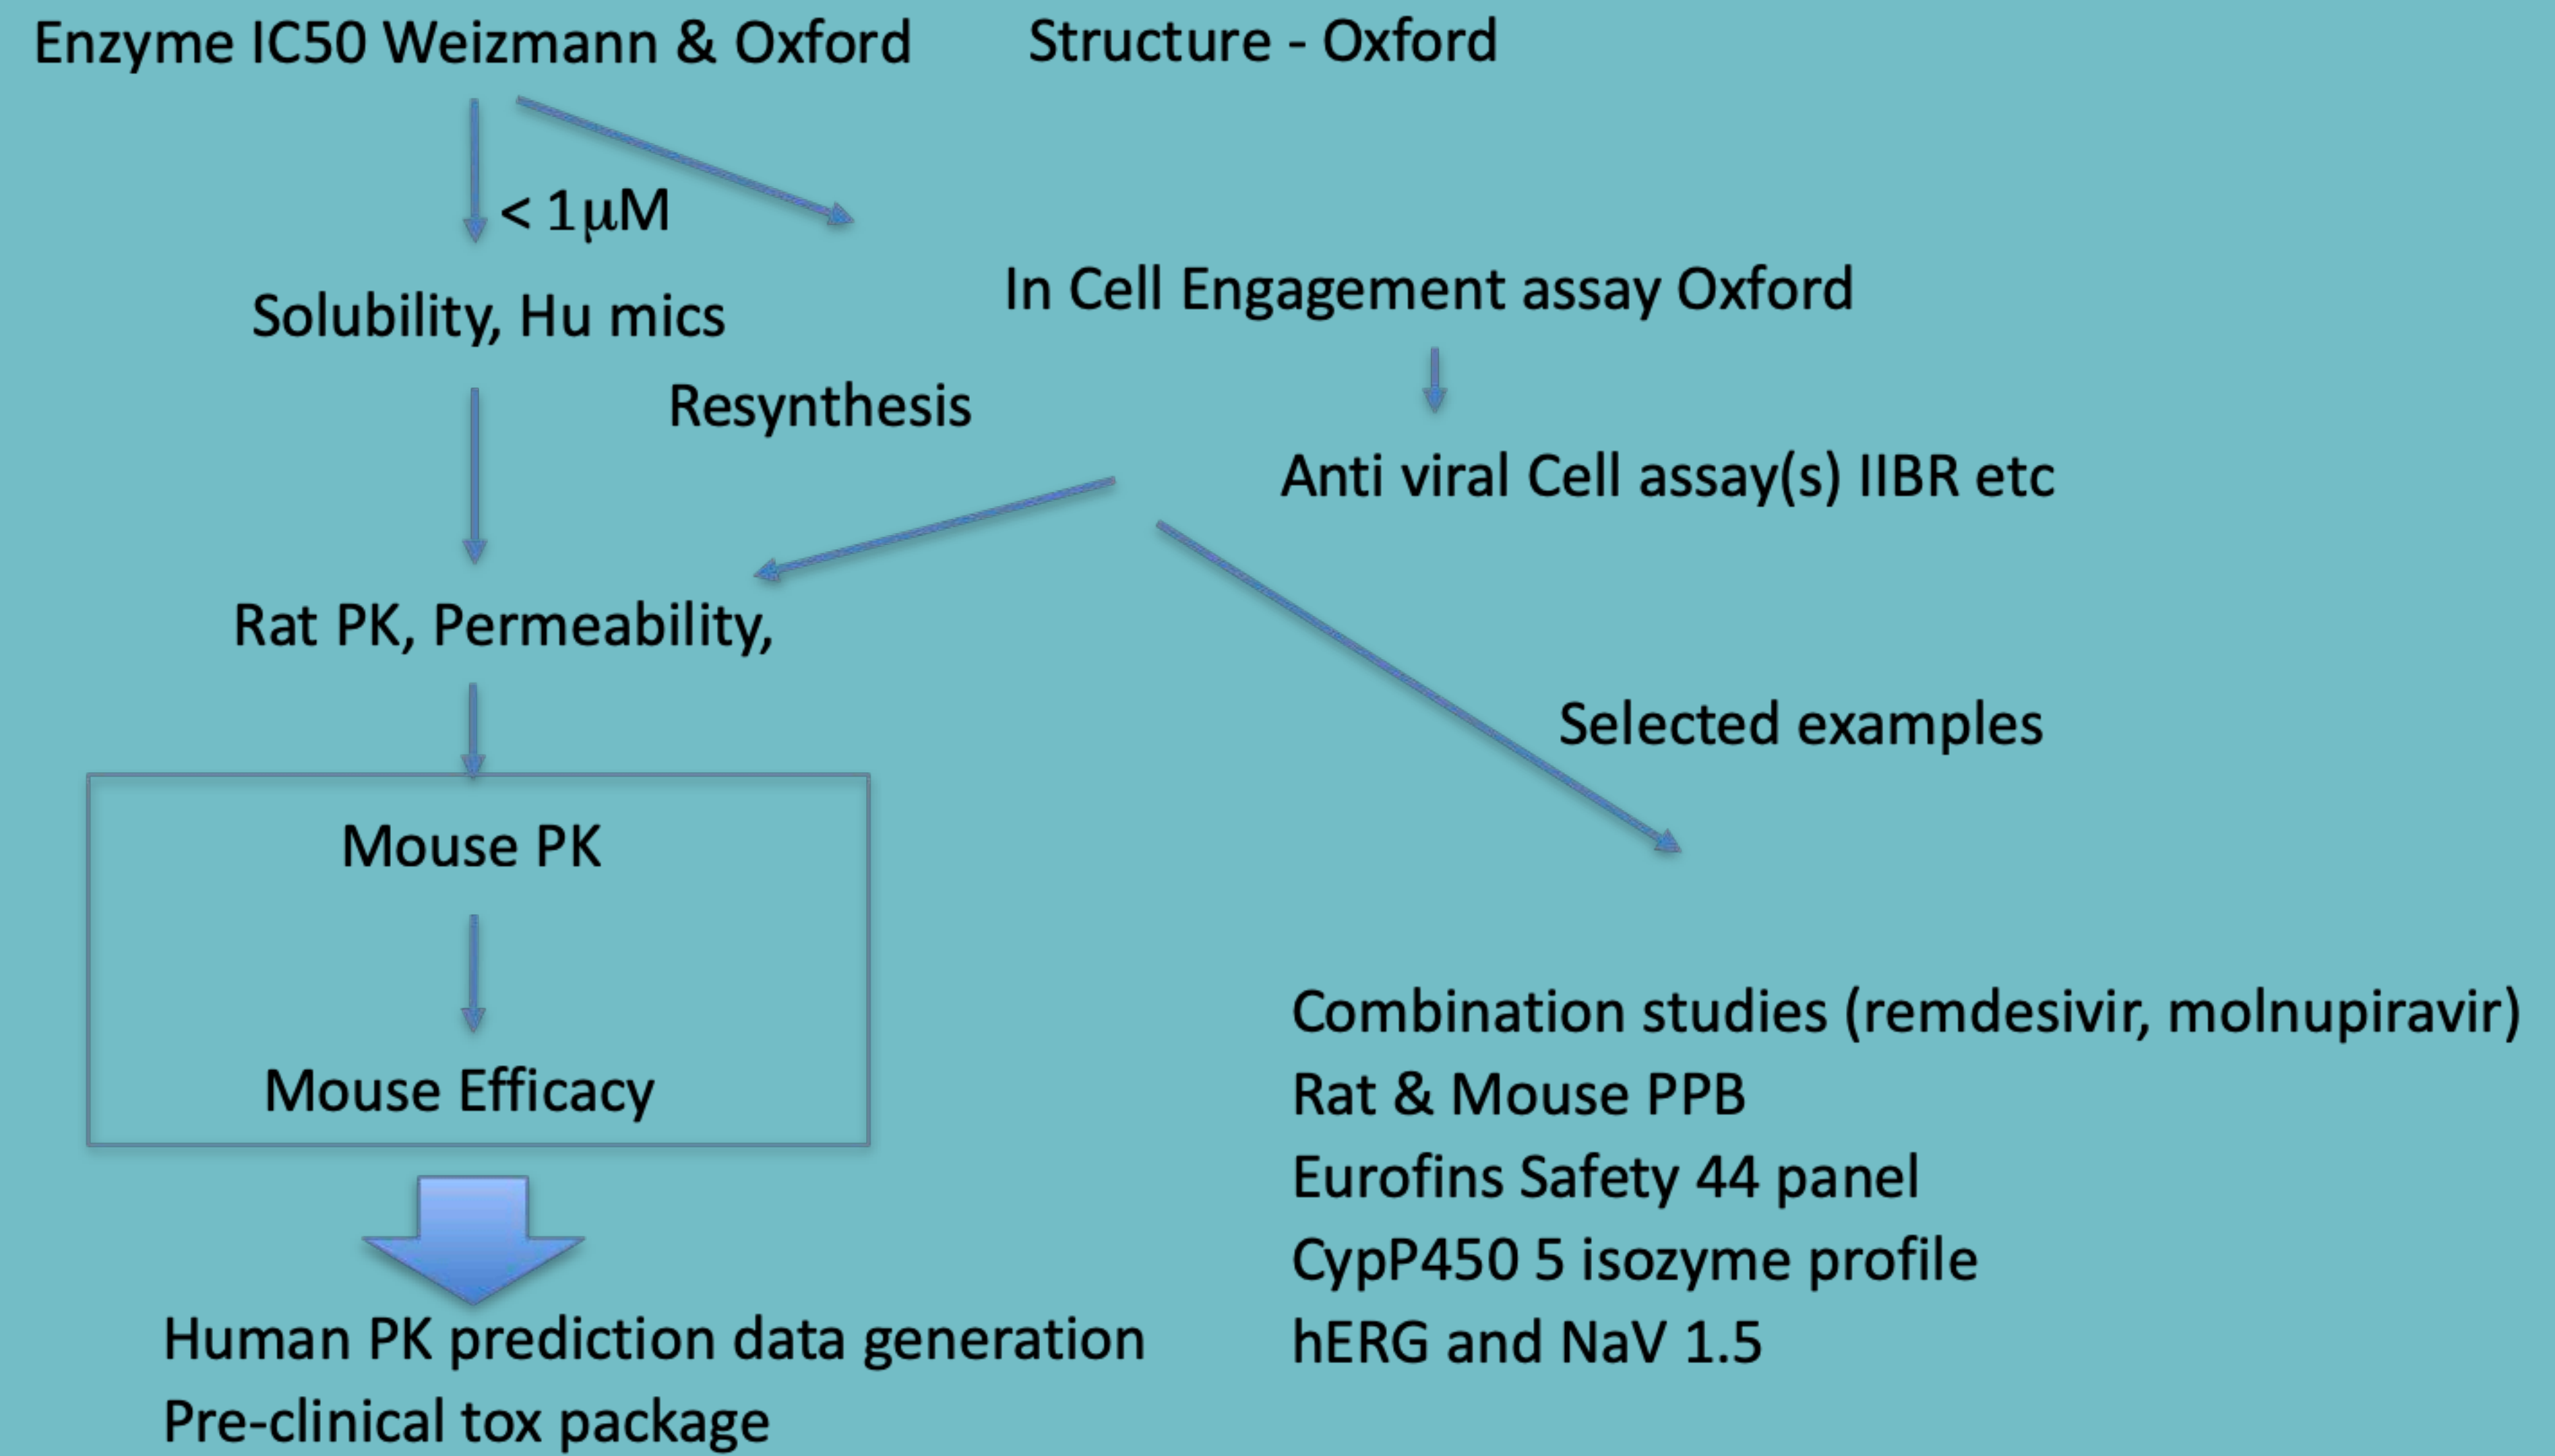 Enzyme IC50 Weizmann & Oxford
Structure - Oxford
< 1μM
Solubility, Hu mics
In Cell Engagement assay Oxford
Resynthesis
Anti viral Cell assay(s) IIBR etc
Rat PK, Permeability,
Selected examples
Mouse PK
Mouse Efficacy
Combination studies (remdesivir, molnupiravir)
Rat & Mouse PPB
Eurofins Safety 44 panel
CypP450 5 isozyme profile
hERG and NaV 1.5
Human PK prediction data generation
Pre-clinical tox package